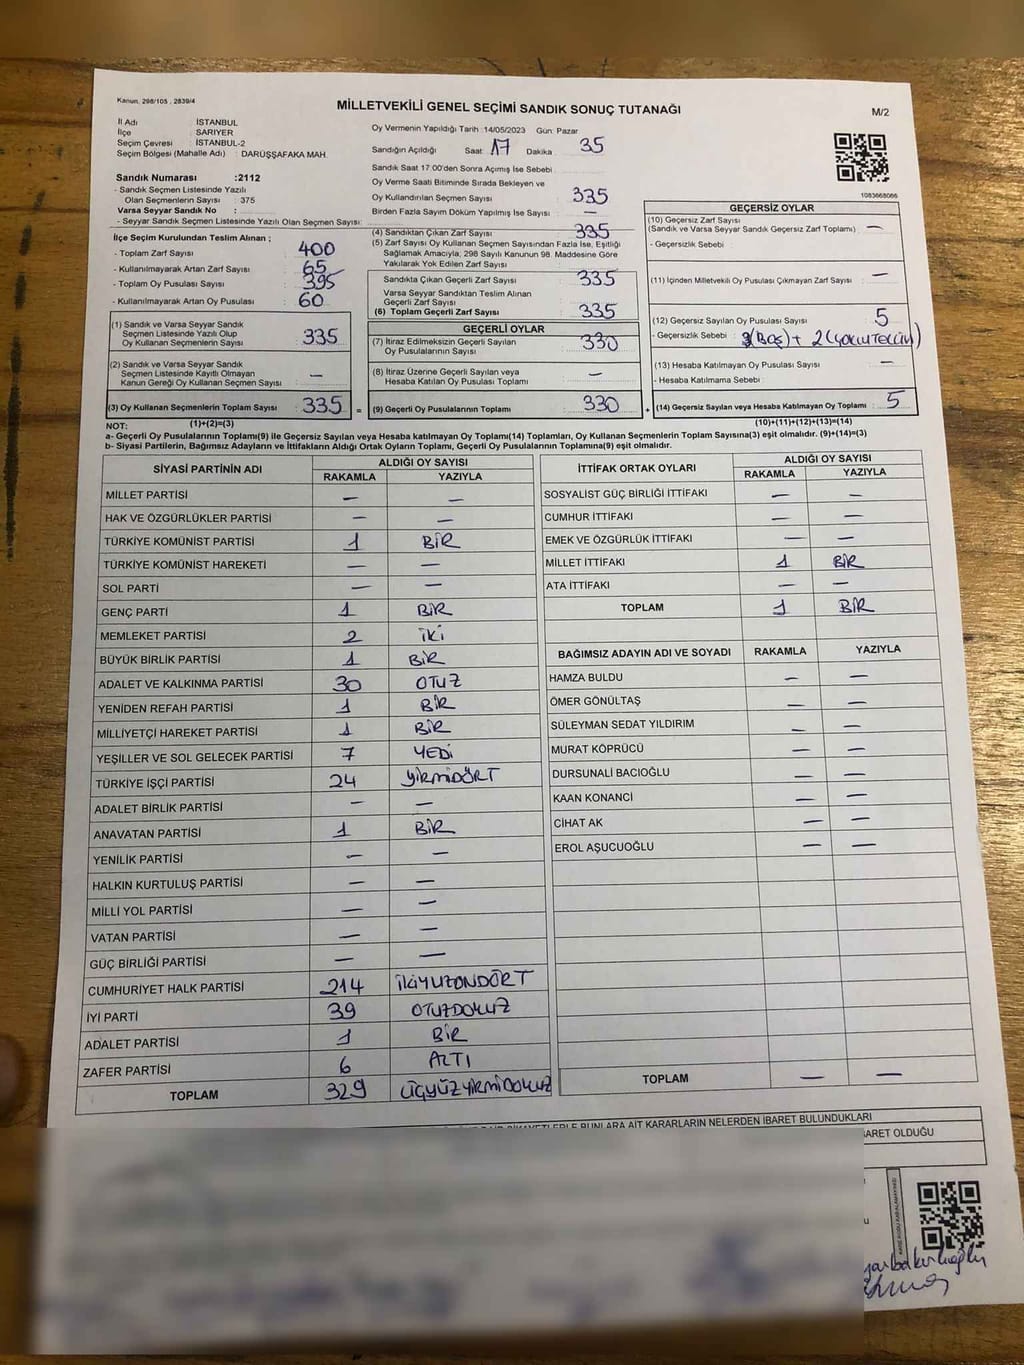 Kanun, 298/105 , 2839/4
MİLLETVEKİLİ GENEL SEÇİMİ SANDIK SONUÇ TUTANAĞI
M/2
İl Adı İSTANBUL
İlçe SARIYER
Seçim Çevresi İSTANBUL-2
Seçim Bölgesi (Mahalle Adı) : DARÜŞŞAFAKA MAH.
Oy Vermenin Yapıldığı Tarih :14/05/2023 Gün: Pazar
Sandığın Açıldığı Saat: 17 Dakika 35
Sandık Saat 17:00'den Sonra Açımış İse Sebebi :
Oy Verme Saati Bitiminde Sırada Bekleyen ve
Oy Kullandırılan Seçmen Sayısı 335
Birden Fazla Sayım Döküm Yapılmış İse Sayısı : —
1083668066
Sandık Numarası :2112
- Sandık Seçmen Listesinde Yazılı
Olan Seçmenlerin Sayısı : 375
Varsa Seyyar Sandık No :
- Seyyar Sandık Seçmen Listesinde Yazılı Olan Seçmen Sayısı:
İlçe Seçim Kurulundan Teslim Alınan ;
- Toplam Zarf Sayısı : 400
- Kullanılmayarak Artan Zarf Sayısı : 65
- Toplam Oy Pusulası Sayısı : 395
- Kullanılmayarak Artan Oy Pusulası : 60
(4) Sandıktan Çıkan Zarf Sayısı : 335
(5) Zarf Sayısı Oy Kullanan Seçmen Sayısından Fazla İse, Eşitliği
Sağlamak Amacıyla, 298 Sayılı Kanunun 98. Maddesine Göre
Yakılarak Yok Edilen Zarf Sayısı :
Sandıkta Çıkan Geçerli Zarf Sayısı : 335
Varsa Seyyar Sandıktan Teslim Alınan
Geçerli Zarf Sayısı
(6) Toplam Geçerli Zarf Sayısı : 335
GEÇERSİZ OYLAR
(10) Geçersiz Zarf Sayısı
(Sandık ve Varsa Seyyar Sandık Geçersiz Zarf Toplamı) : —
- Geçersizlik Sebebi :
(11) İçinden Milletvekili Oy Pusulası Çıkmayan Zarf Sayısı : —
(12) Geçersiz Sayılan Oy Pusulası Sayısı : 5
- Geçersizlik Sebebi : 3(BOŞ)+ 2(
(13) Hesaba Katılmayan Oy Pusulası Sayısı : —
- Hesaba Katılmama Sebebi :
(14) Geçersiz Sayılan veya Hesaba Katılmayan Oy Toplamı : 5
(1) Sandık ve Varsa Seyyar Sandık
Seçmen Listesinde Yazılı Olup
Oy Kullanan Seçmenlerin Sayısı : 335
(2) Sandık ve Varsa Seyyar Sandık
Seçmen Listesinde Kayıtlı Olmayan
Kanun Gereği Oy Kullanan Seçmen Sayısı : —
(3) Oy Kullanan Seçmenlerin Toplam Sayısı : 335 =
GEÇERLİ OYLAR
(7) İtiraz Edilmeksizin Geçerli Sayılan
Oy Pusulalarının Sayısı : 330
(8) İtiraz Üzerine Geçerli Sayılan veya
Hesaba Katılan Oy Pusulası Toplamı : —
(9) Geçerli Oy Pusulalarının Toplamı : 330 +
NOT: (1)+(2)=(3) (10)+(11)+(12)+(13)=(14)
a- Geçerli Oy Pusulalarının Toplamı(9) ile Geçersiz Sayılan veya Hesaba katılmayan Oy Toplamı(14) Toplamları, Oy Kullanan Seçmenlerin Toplam Sayısına(3) eşit olmalıdır. (9)+(14)=(3)
b- Siyasi Partilerin, Bağımsız Adayların ve İttifakların Aldığı Ortak Oyların Toplamı, Geçerli Oy Pusulalarının Toplamına(9) eşit olmalıdır.
SİYASİ PARTİNİN ADI ALDIĞI OY SAYISI
RAKAMLA YAZIYLA
MİLLET PARTİSİ — —
HAK VE ÖZGÜRLÜKLER PARTİSİ — —
TÜRKİYE KOMÜNİST PARTİSİ 1 BİR
TÜRKİYE KOMÜNİST HAREKETİ — —
SOL PARTİ — —
GENÇ PARTİ 1 BİR
MEMLEKET PARTİSİ 2 İKİ
BÜYÜK BİRLİK PARTİSİ 1 BİR
ADALET VE KALKINMA PARTİSİ 30 OTUZ
YENİDEN REFAH PARTİSİ 1 BİR
MİLLİYETÇİ HAREKET PARTİSİ 1 BİR
YEŞİLLER VE SOL GELECEK PARTİSİ 7 YEDİ
TÜRKİYE İŞÇİ PARTİSİ 24 YİRMİDÖRT
ADALET BİRLİK PARTİSİ — —
ANAVATAN PARTİSİ 1 BİR
YENİLİK PARTİSİ — —
HALKIN KURTULUŞ PARTİSİ — —
MİLLİ YOL PARTİSİ — —
VATAN PARTİSİ — —
GÜÇ BİRLİĞİ PARTİSİ — —
CUMHURİYET HALK PARTİSİ 214 İKİYÜZONDÖRT
İYİ PARTİ 39 OTUZDOKUZ
ADALET PARTİSİ 1 BİR
ZAFER PARTİSİ 6 ALTI
TOPLAM 329 ÜÇYÜZYİRMİDOKUZ
İTTİFAK ORTAK OYLARI ALDIĞI OY SAYISI
RAKAMLA YAZIYLA
SOSYALİST GÜÇ BİRLİĞİ İTTİFAKI — —
CUMHUR İTTİFAKI — —
EMEK VE ÖZGÜRLÜK İTTİFAKI — —
MİLLET İTTİFAKI 1 BİR
ATA İTTİFAKI — —
TOPLAM 1 BİR
BAĞIMSIZ ADAYIN ADI VE SOYADI RAKAMLA YAZIYLA
HAMZA BULDU — —
ÖMER GÖNÜLTAŞ — —
SÜLEYMAN SEDAT YILDIRIM — —
MURAT KÖPRÜCÜ — —
DURSUNALİ BACIOĞLU — —
KAAN KONANCİ — —
CİHAT AK — —
EROL AŞUCUOĞLU — —
TOPLAM — —
BUNLARA AİT KARARLARIN NELERDEN İBARET BULUNDUKLARI
İBARET OLDUĞU